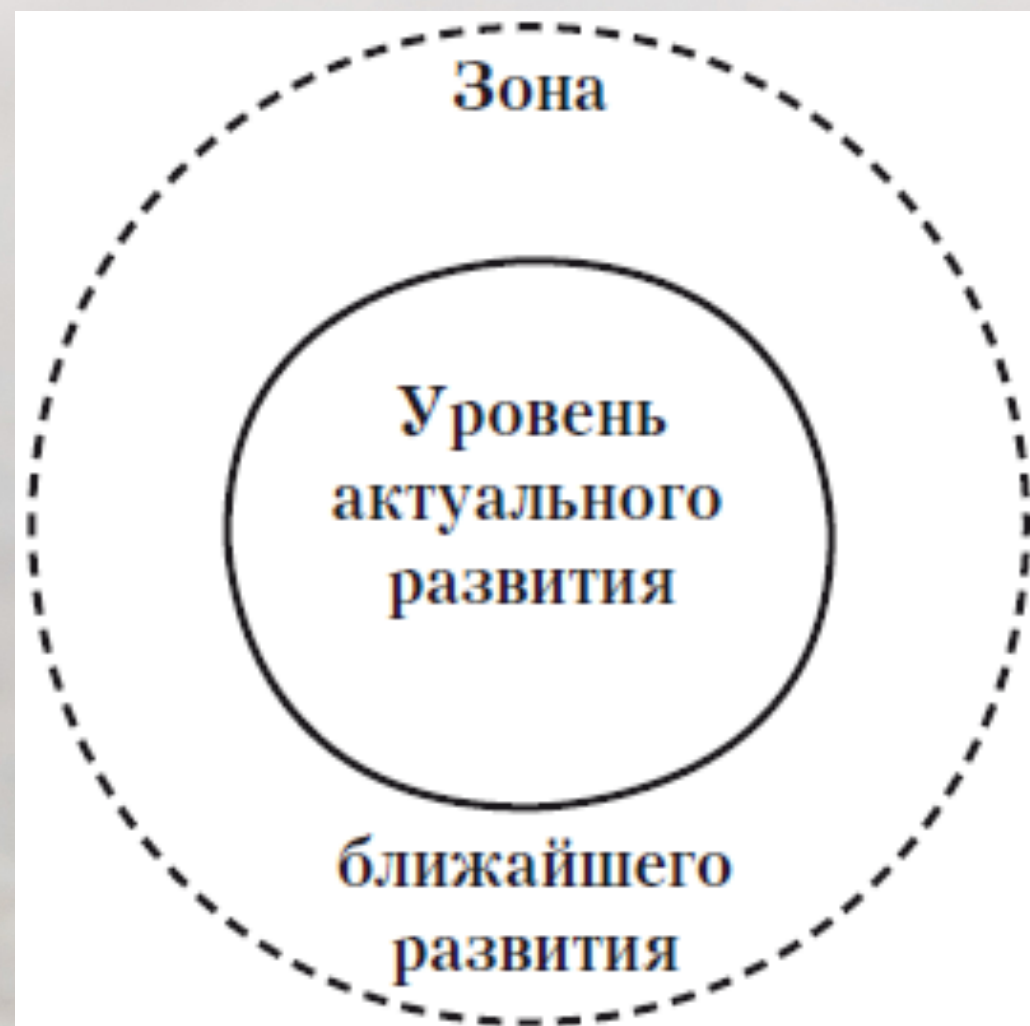 Зона
Уровень
актуального
развития
ближайшего
развития